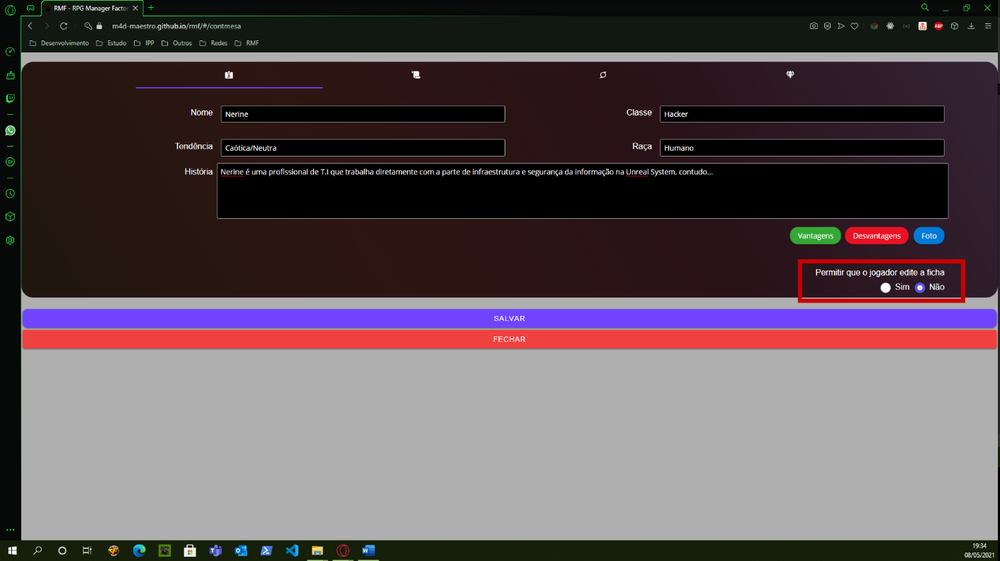 RMF - RPG Manager Factor
m4d-maestro.github.io/rmf/#/contmesa
ABP
Desenvolvimento Estudo IPP Outros Redes RMF
Nome Nerine Classe Hacker
Tendência Caótica/Neutra Raça Humano
História Nerine é uma profissional de T.I que trabalha diretamente com a parte de infraestrutura e segurança da informação na Unreal System, contudo...
Vantagens Desvantagens Foto
Permitir que o jogador edite a ficha
Sim Não
SALVAR
FECHAR
19:34
08/05/2021